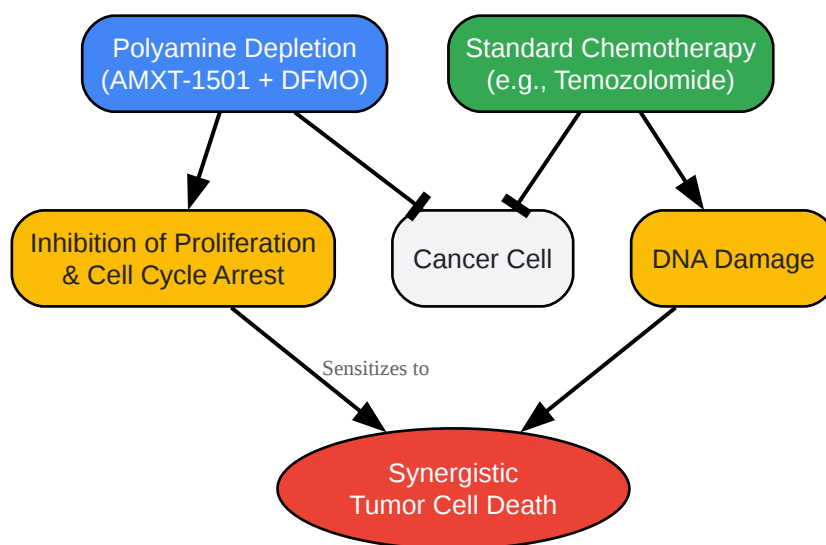 Polyamine Depletion
(AMXT-1501 + DFMO)
Standard Chemotherapy
(e.g., Temozolomide)
Inhibition of Proliferation
& Cell Cycle Arrest
Cancer Cell
DNA Damage
Sensitizes to
Synergistic
Tumor Cell Death